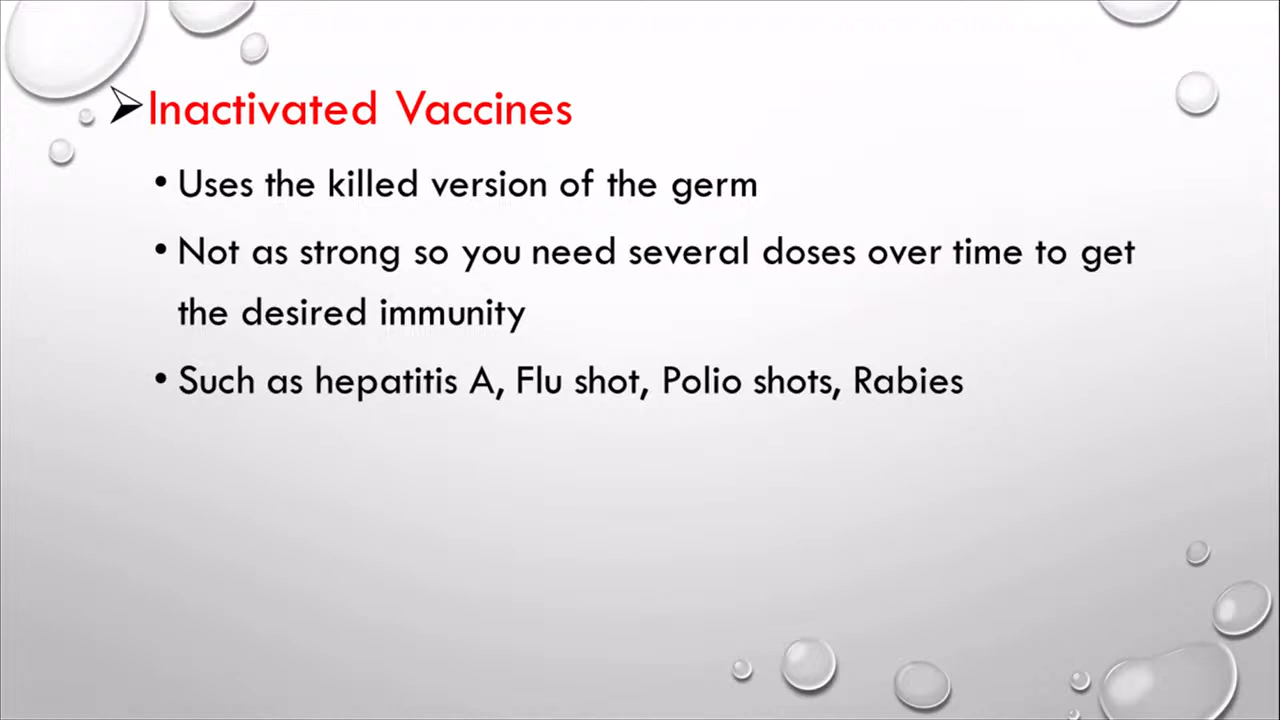 ➢Inactivated Vaccines
• Uses the killed version of the germ
• Not as strong so you need several doses over time to get
the desired immunity
• Such as hepatitis A, Flu shot, Polio shots, Rabies